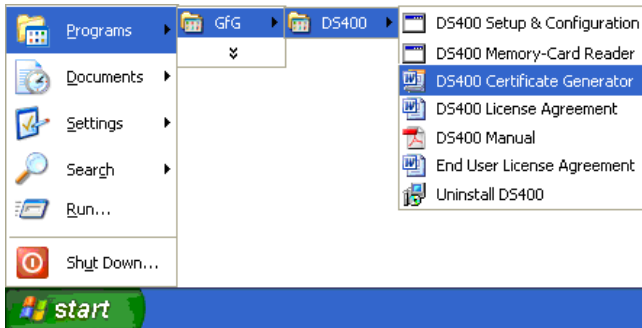 Programs
GfG
DS400
DS400 Setup & Configuration
DS400 Memory-Card Reader
DS400 Certificate Generator
DS400 License Agreement
DS400 Manual
End User License Agreement
Uninstall DS400
Documents
Settings
Search
Run...
Shut Down...
start